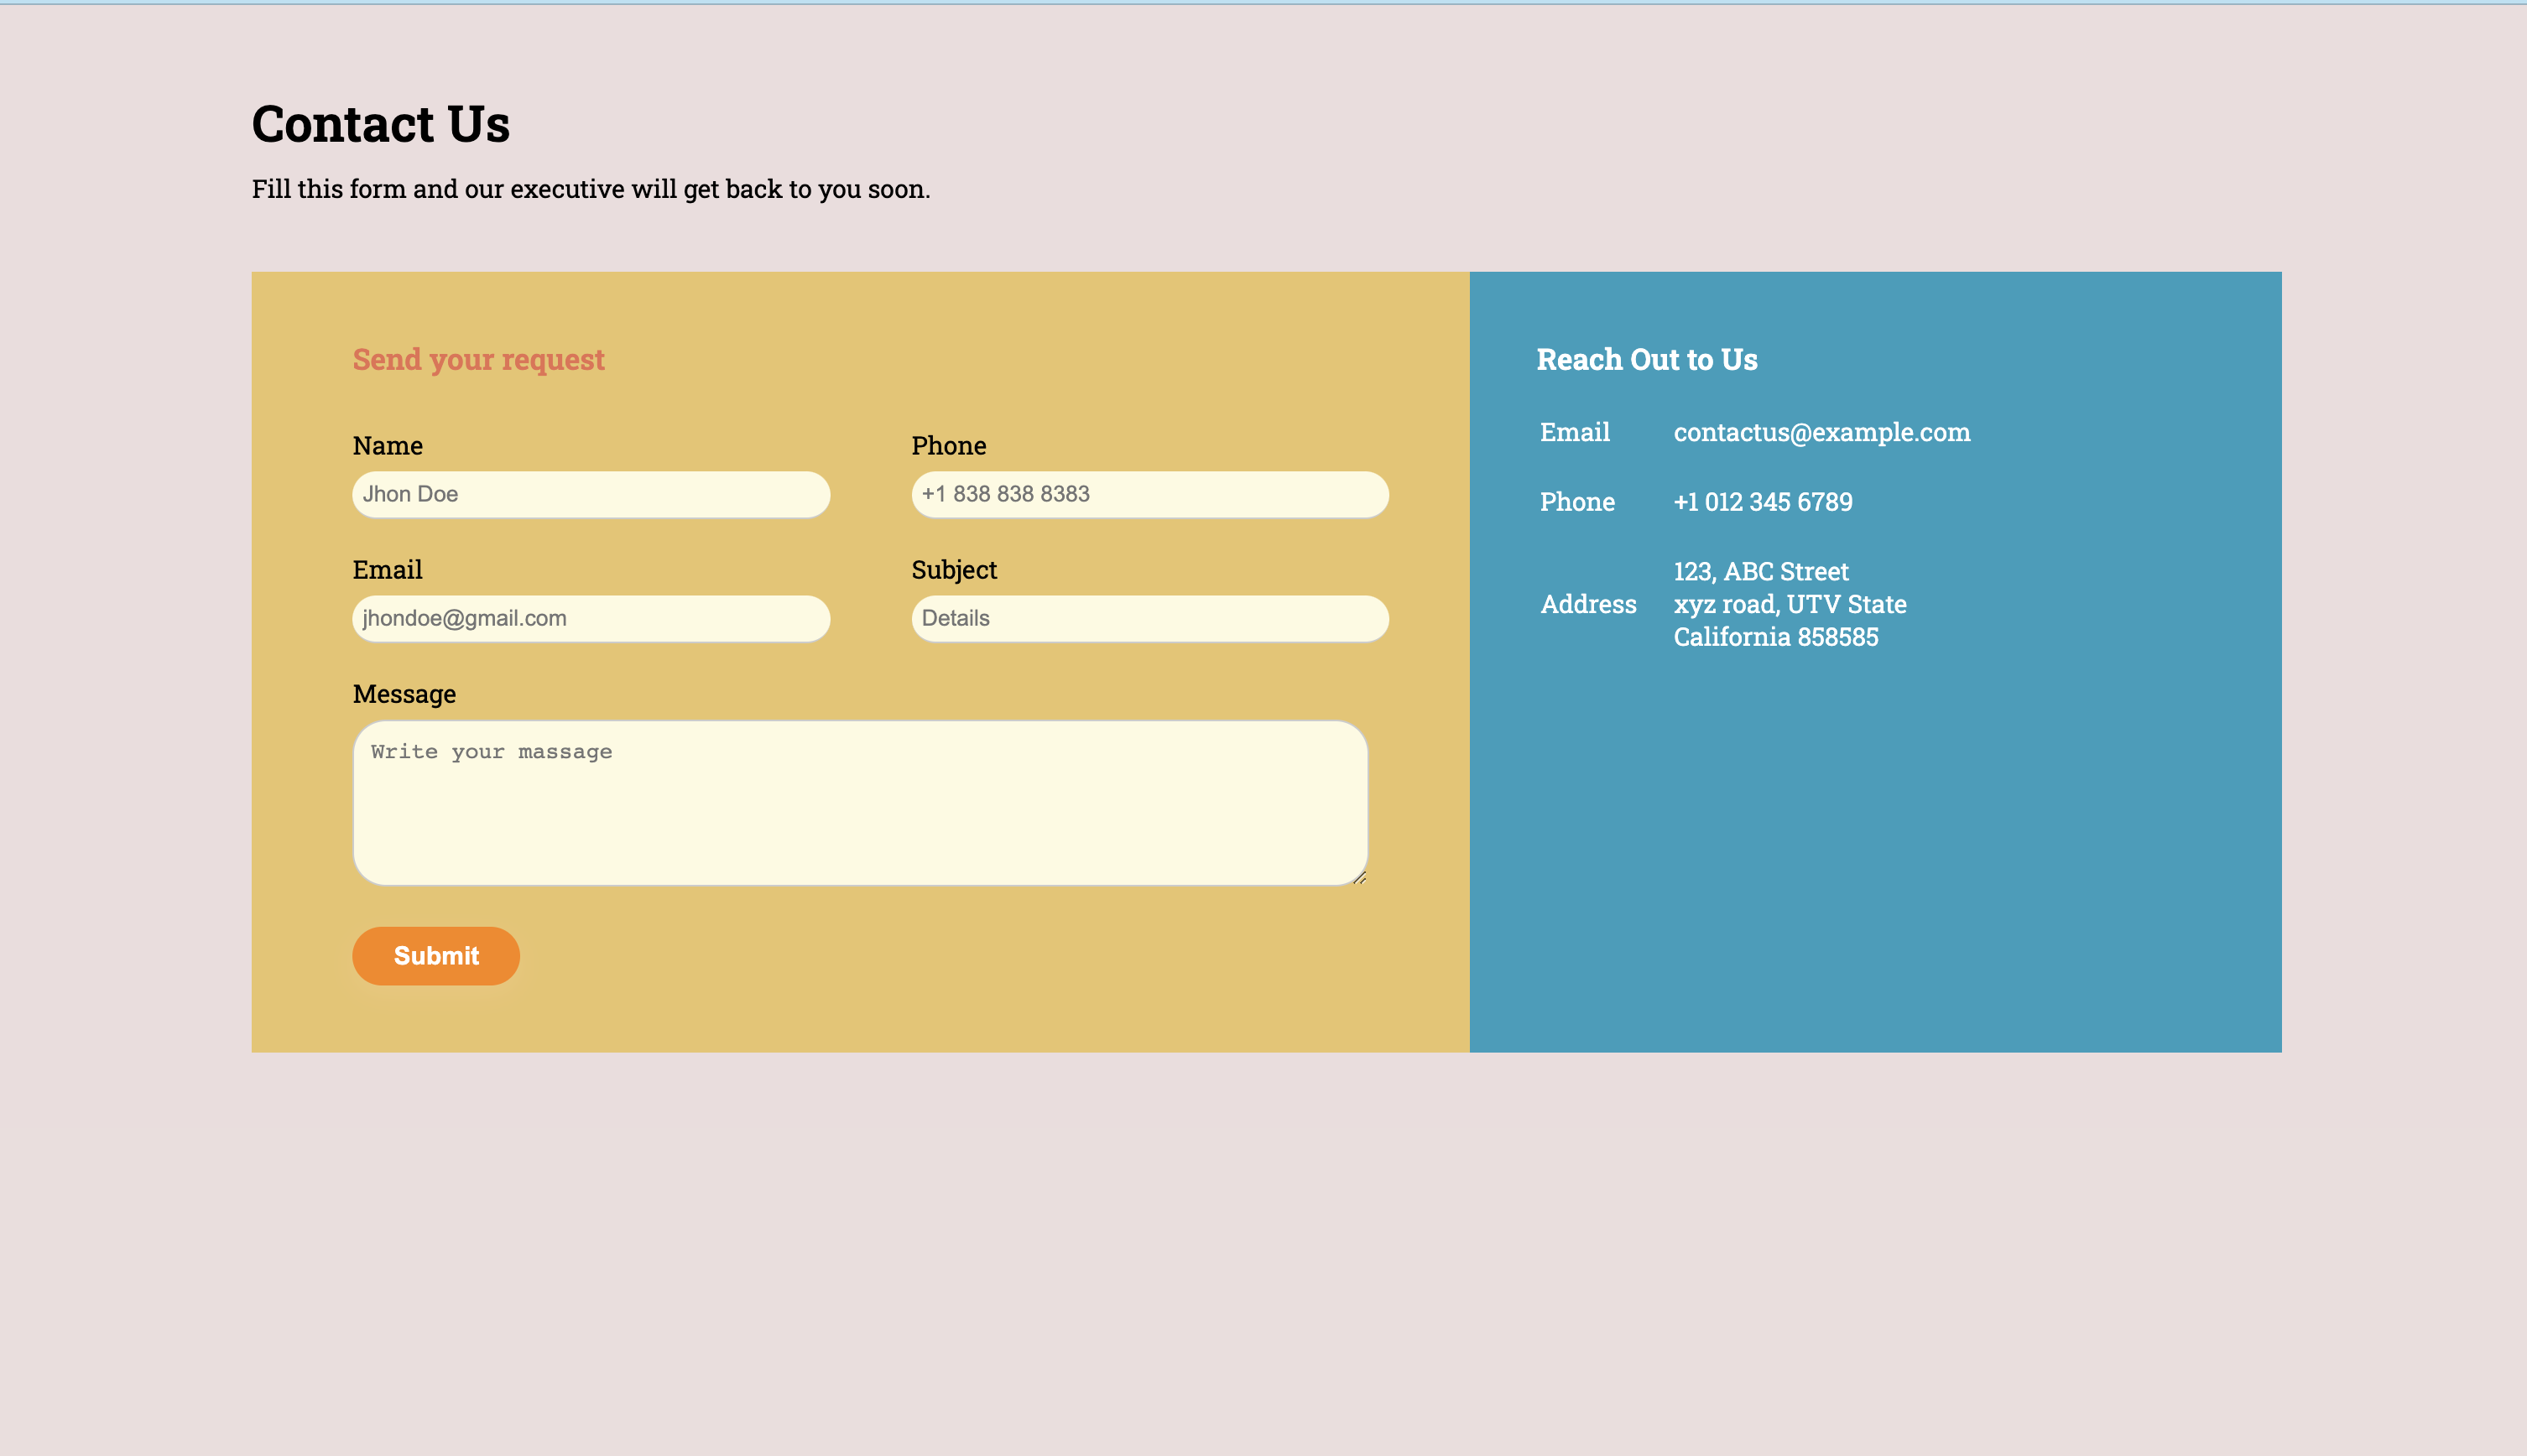 Contact Us
Fill this form and our executive will get back to you soon.
Send your request
Name
Jhon Doe
Phone
+1 838 838 8383
Email
jhondoe@gmail.com
Subject
Details
Message
Write your massage
Submit
Reach Out to Us
Email contactus@example.com
Phone +1 012 345 6789
Address
123, ABC Street
xyz road, UTV State
California 858585